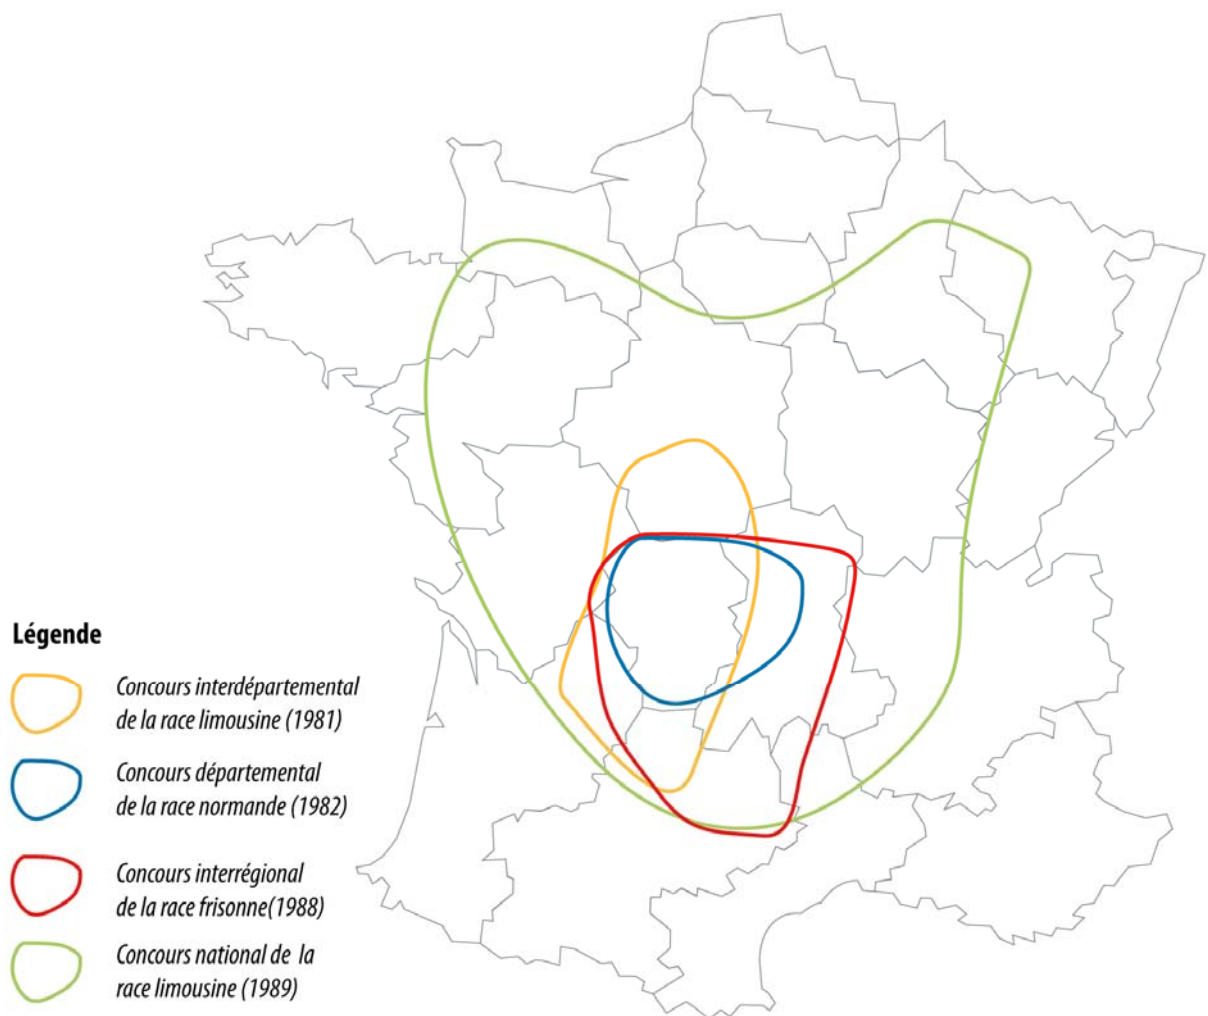 Légende
Concours interdépartemental
de la race limousine (1981)
Concours départemental
de la race normande (1982)
Concours interrégional
de la race frisonne(1988)
Concours national de la
race limousine (1989)